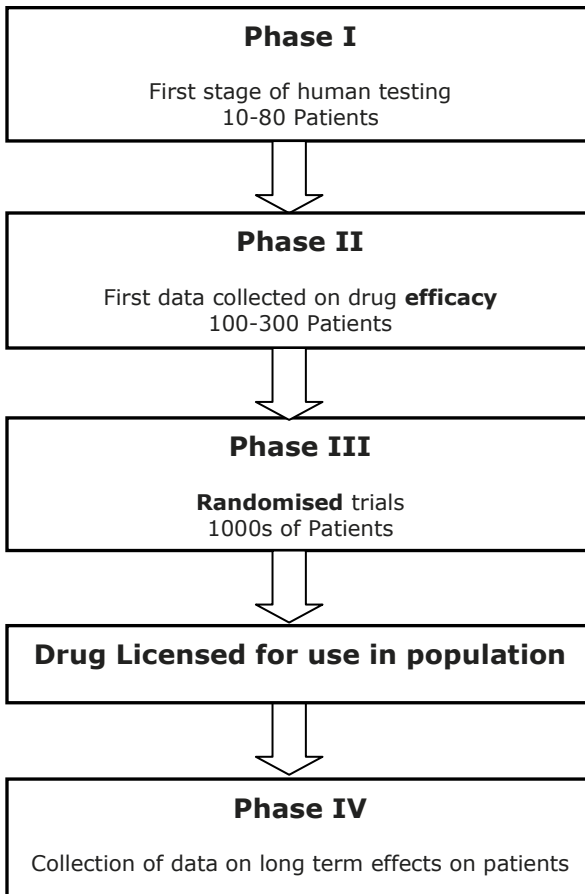 Phase I
First stage of human testing
10-80 Patients
Phase II
First data collected on drug efficacy
100-300 Patients
Phase III
Randomised trials
1000s of Patients
Drug Licensed for use in population
Phase IV
Collection of data on long term effects on patients